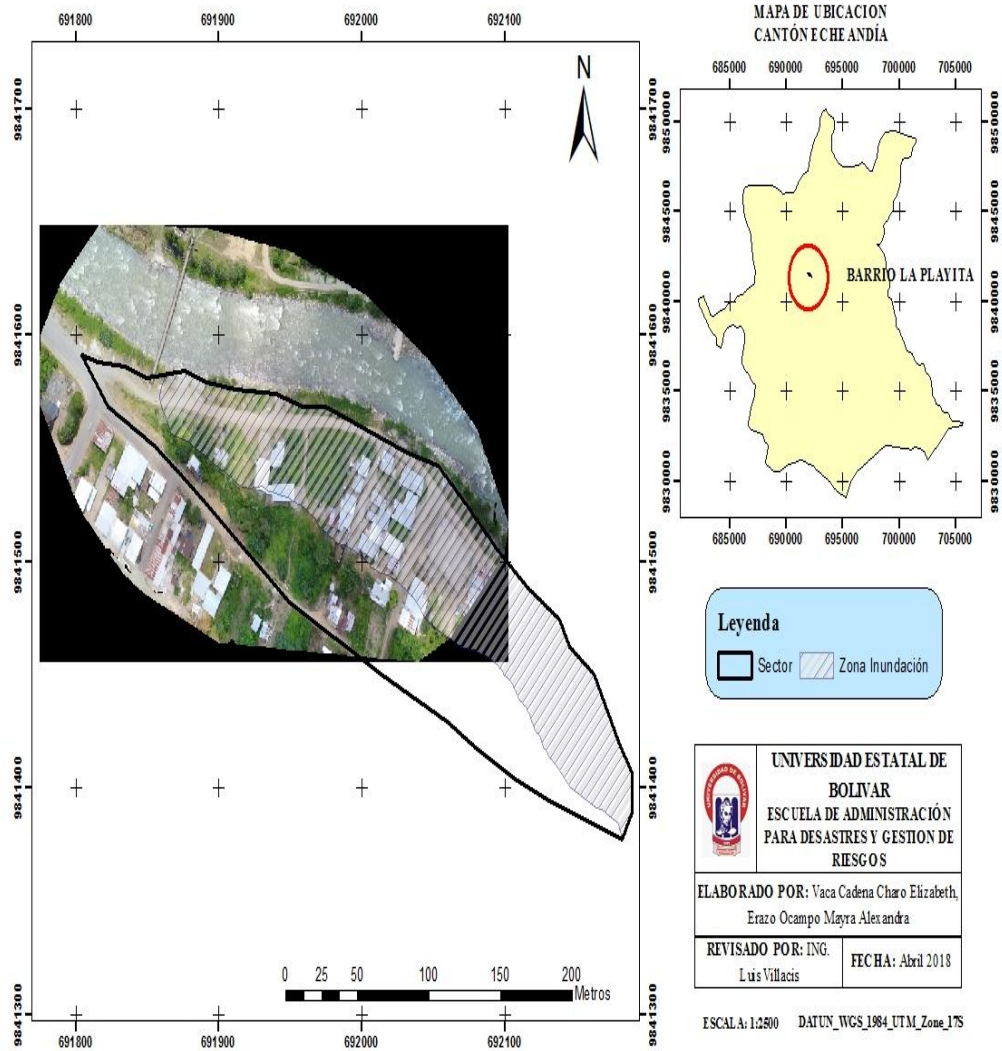 691800 691900 692000 692100
9841700 9841700
9841600 9841600
9841500 9841500
9841400 9841400
9841300 9841300
N
0 25 50 100 150 200
Metros
691800 691900 692000 692100
MAPA DE UBICACION
CANTÓN ECHEANDÍA
685000 690000 695000 700000 705000
9850000 9850000
9845000 9845000
9840000 9840000
9835000 9835000
9830000 9830000
BARRIO LA PLAYITA
685000 690000 695000 700000 705000
Leyenda
Sector Zona Inundación
UNIVERSIDAD DE BOLIVAR
UNIVERSIDAD ESTATAL DE
BOLIVAR
ESCUELA DE ADMINISTRACIÓN
PARA DESASTRES Y GESTION DE
RIESGOS
ELABORADO POR: Vaca Cadena Charo Elizabeth,
Erazo Ocampo Mayra Alexandra
REVISADO POR: ING.
Luis Villacis
FECHA: Abril 2018
ESCALA: 1:2500 DATUN_WGS_1984_UTM_Zone_17S